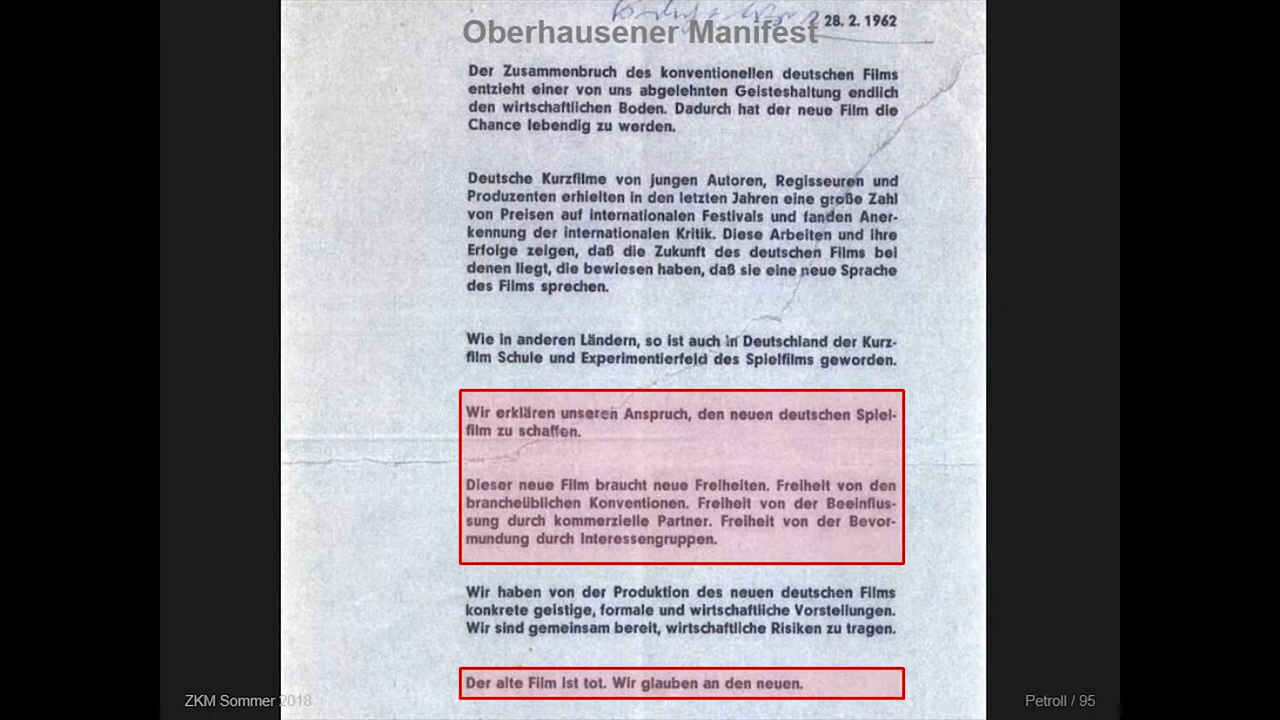 28. 2. 1962
Oberhausener Manifest
Der Zusammenbruch des konventionellen deutschen Films
entzieht einer von uns abgelehnten Geisteshaltung endlich
den wirtschaftlichen Boden. Dadurch hat der neue Film die
Chance lebendig zu werden.
Deutsche Kurzfilme von jungen Autoren, Regisseuren und
Produzenten erhielten in den letzten Jahren eine große Zahl
von Preisen auf internationalen Festivals und fanden Aner-
kennung der internationalen Kritik. Diese Arbeiten und ihre
Erfolge zeigen, daß die Zukunft des deutschen Films bei
denen liegt, die bewiesen haben, daß sie eine neue Sprache
des Films sprechen.
Wie in anderen Ländern, so ist auch in Deutschland der Kurz-
film Schule und Experimentierfeld des Spielfilms geworden.
Wir erklären unseren Anspruch, den neuen deutschen Spiel-
film zu schaffen.
Dieser neue Film braucht neue Freiheiten. Freiheit von den
brancheüblichen Konventionen. Freiheit von der Beeinflus-
sung durch kommerzielle Partner. Freiheit von der Bevor-
mundung durch Interessengruppen.
Wir haben von der Produktion des neuen deutschen Films
konkrete geistige, formale und wirtschaftliche Vorstellungen.
Wir sind gemeinsam bereit, wirtschaftliche Risiken zu tragen.
Der alte Film ist tot. Wir glauben an den neuen.
ZKM Sommer 2018
Petroll / 95